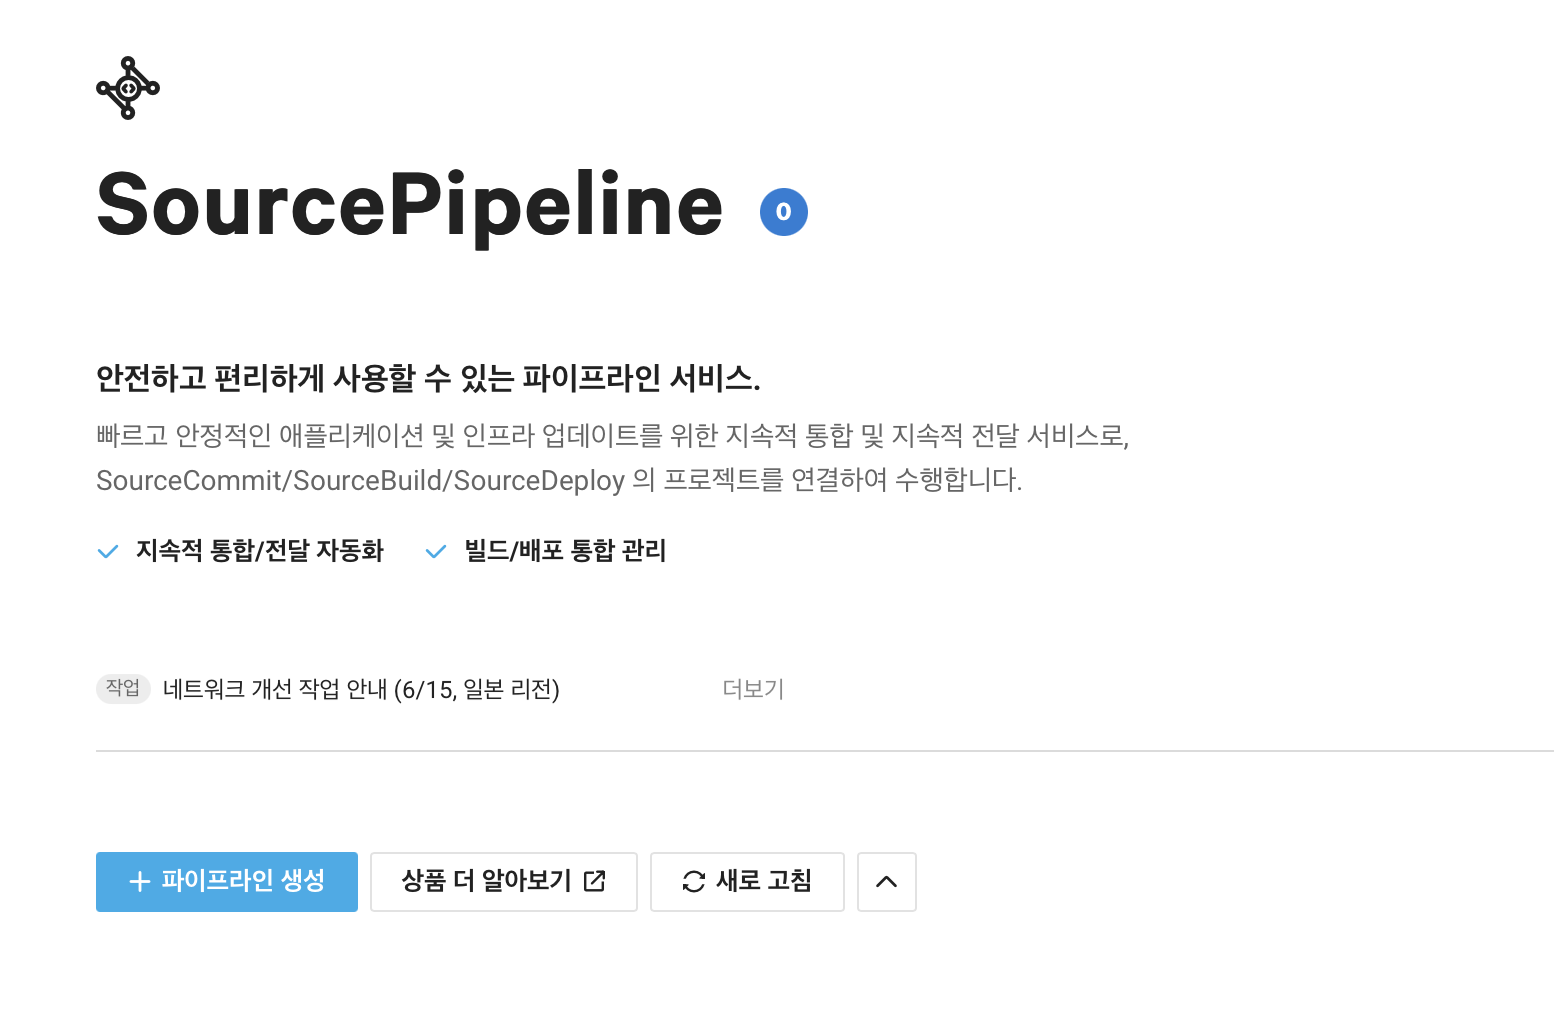 SourcePipeline 0
안전하고 편리하게 사용할 수 있는 파이프라인 서비스.
빠르고 안정적인 애플리케이션 및 인프라 업데이트를 위한 지속적 통합 및 지속적 전달 서비스로,
SourceCommit/SourceBuild/SourceDeploy 의 프로젝트를 연결하여 수행합니다.
지속적 통합/전달 자동화 빌드/배포 통합 관리
작업 네트워크 개선 작업 안내 (6/15, 일본 리전) 더보기
+ 파이프라인 생성 상품 더 알아보기 새로 고침